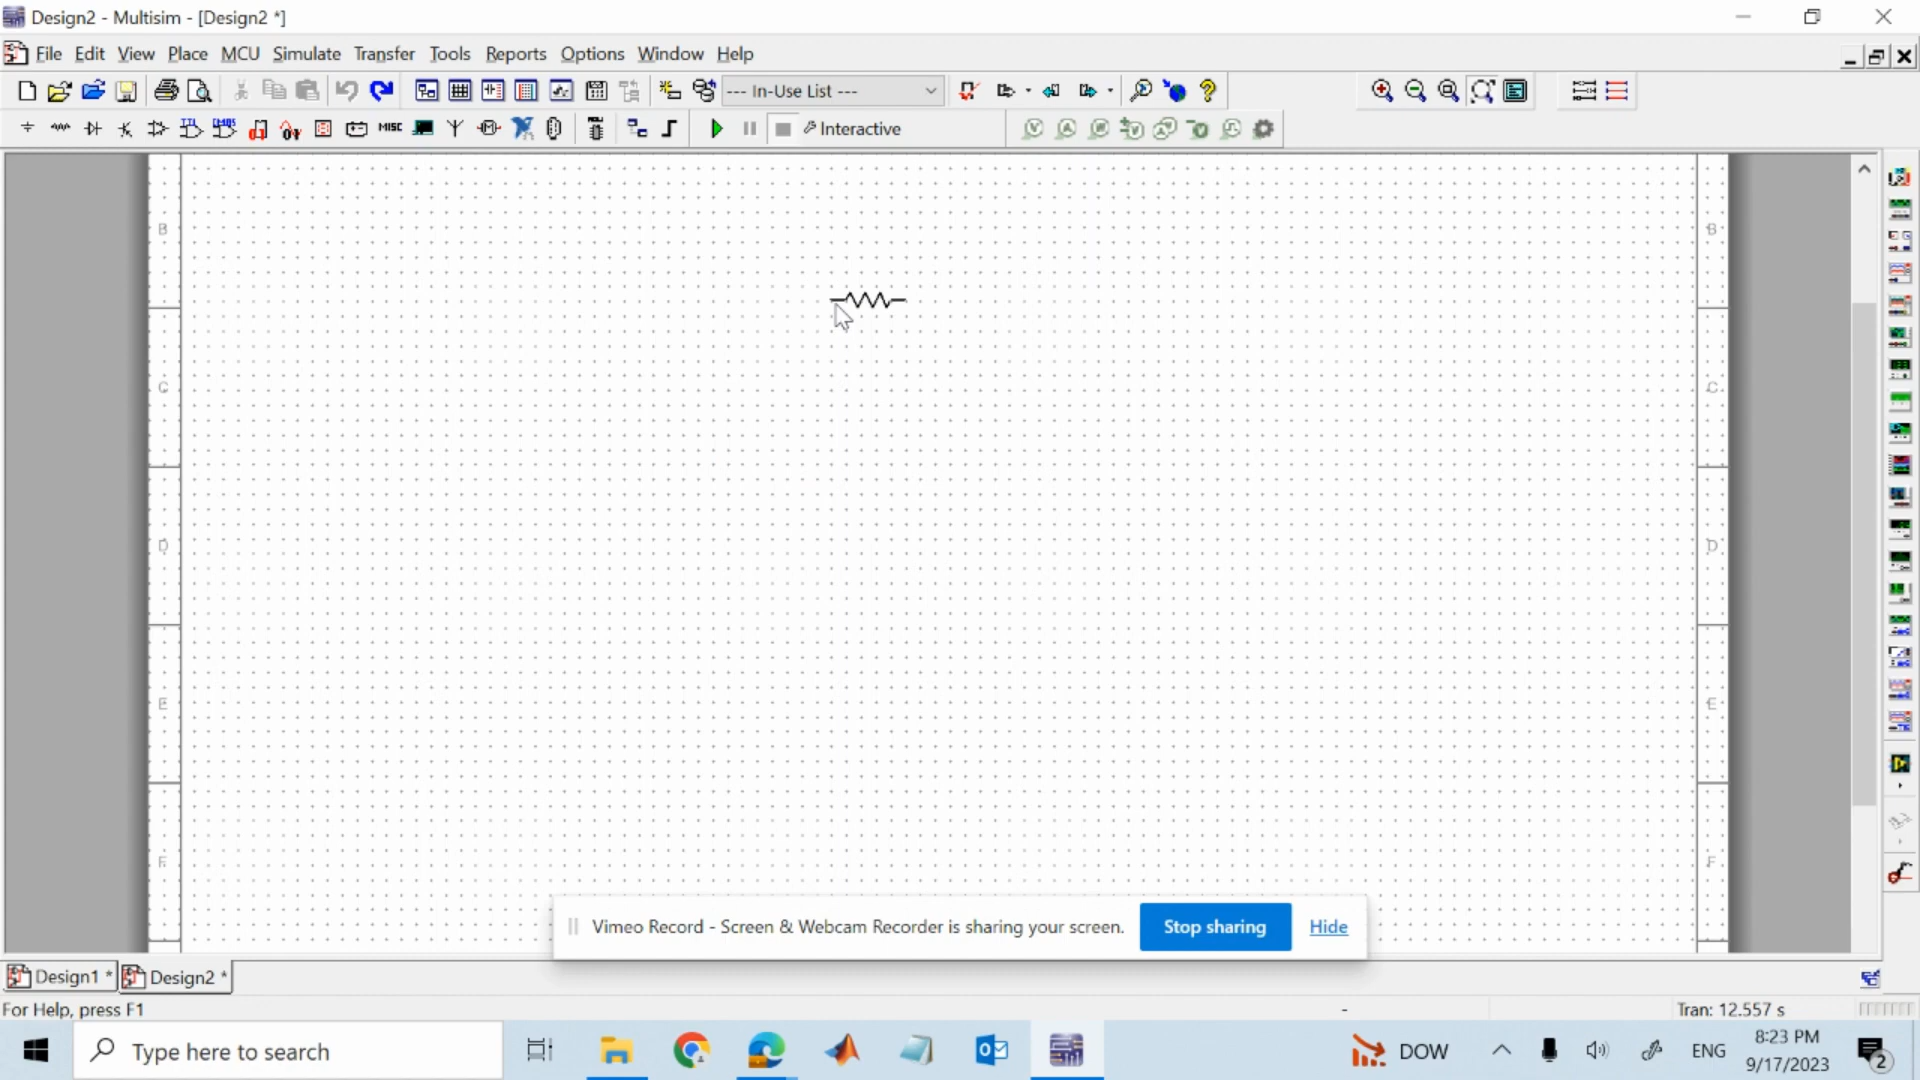 Design2 - Multisim - [Design2 *]
File Edit View Place MCU Simulate Transfer Tools Reports Options Window Help
--- In-Use List ---
MISC Interactive
B B
C C
D D
E E
F F
Vimeo Record - Screen & Webcam Recorder is sharing your screen. Stop sharing Hide
Design1 * Design2 *
For Help, press F1 - Tran: 12.557 s
Type here to search DOW ENG 8:23 PM
9/17/2023 2